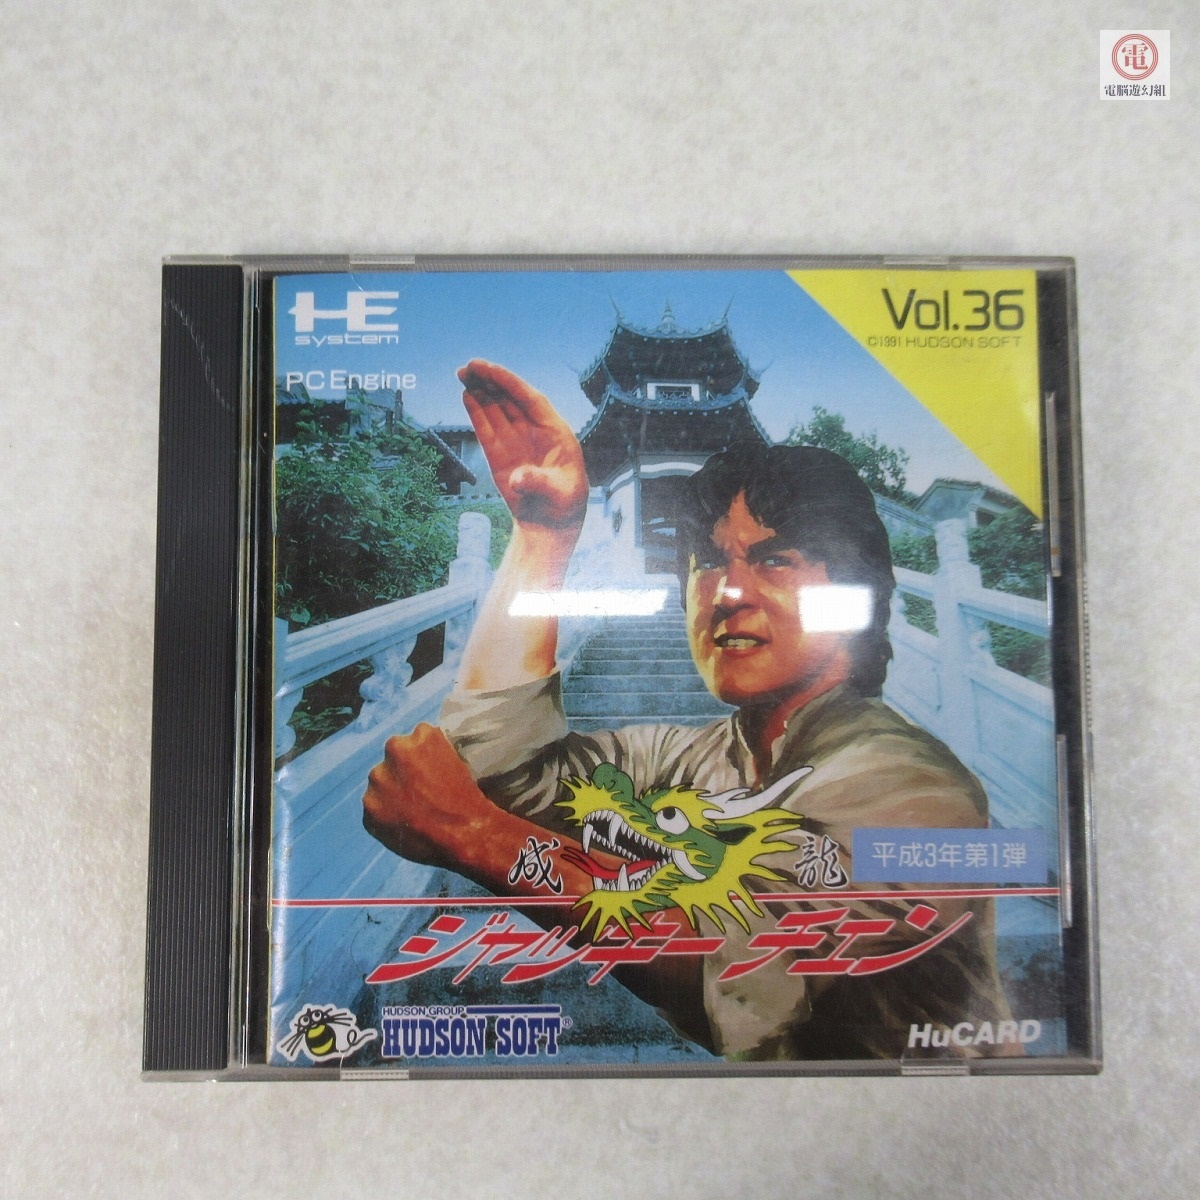 電
電脳遊幻組
HE
system
PC Engine
Vol.36
©1991 HUDSON SOFT
成 龍
平成3年第1弾
ジャッキー チェン
HUDSON GROUP
HUDSON SOFT®
HuCARD